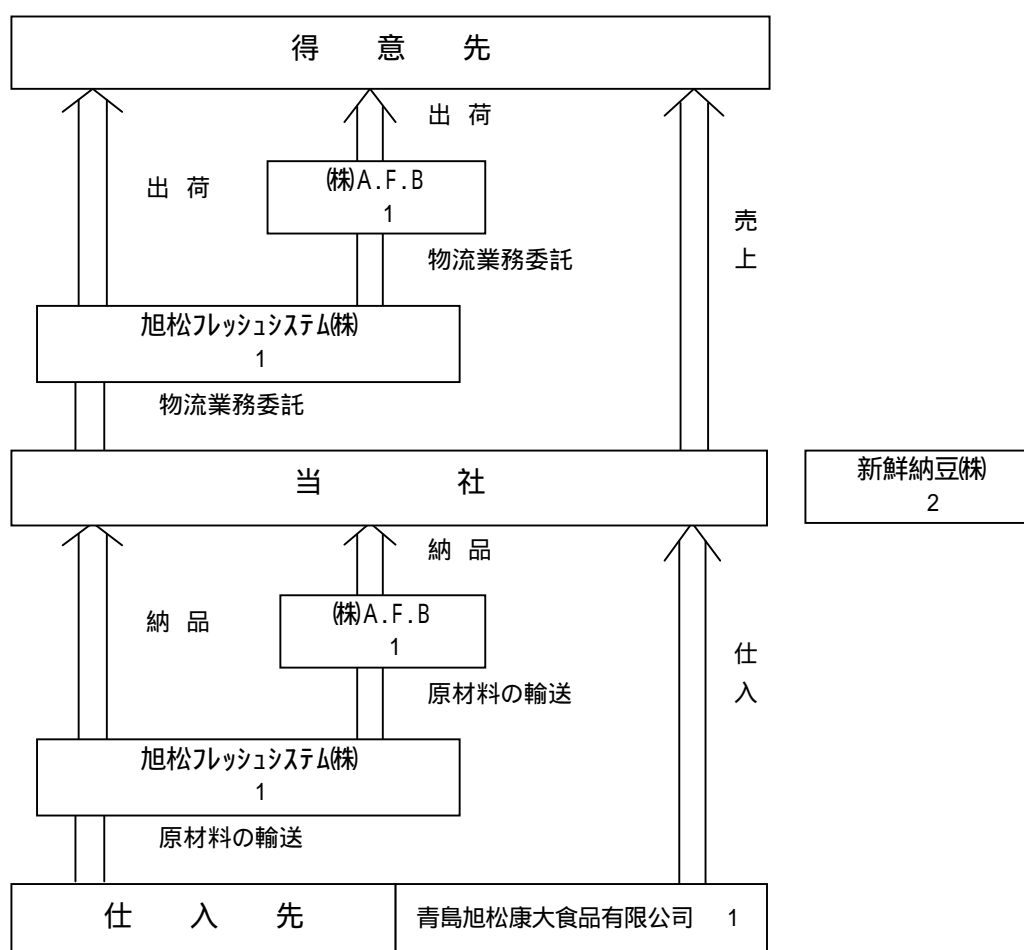 得 意 先
出 荷
㈱A.F.B
1
出 荷
物流業務委託
売上
旭松ﾌﾚｯｼｭｼｽﾃﾑ㈱
1
物流業務委託
当 社
新鮮納豆㈱
2
納 品
㈱A.F.B
1
納 品
原材料の輸送
仕入
旭松ﾌﾚｯｼｭｼｽﾃﾑ㈱
1
原材料の輸送
仕 入 先
青島旭松康大食品有限公司 1